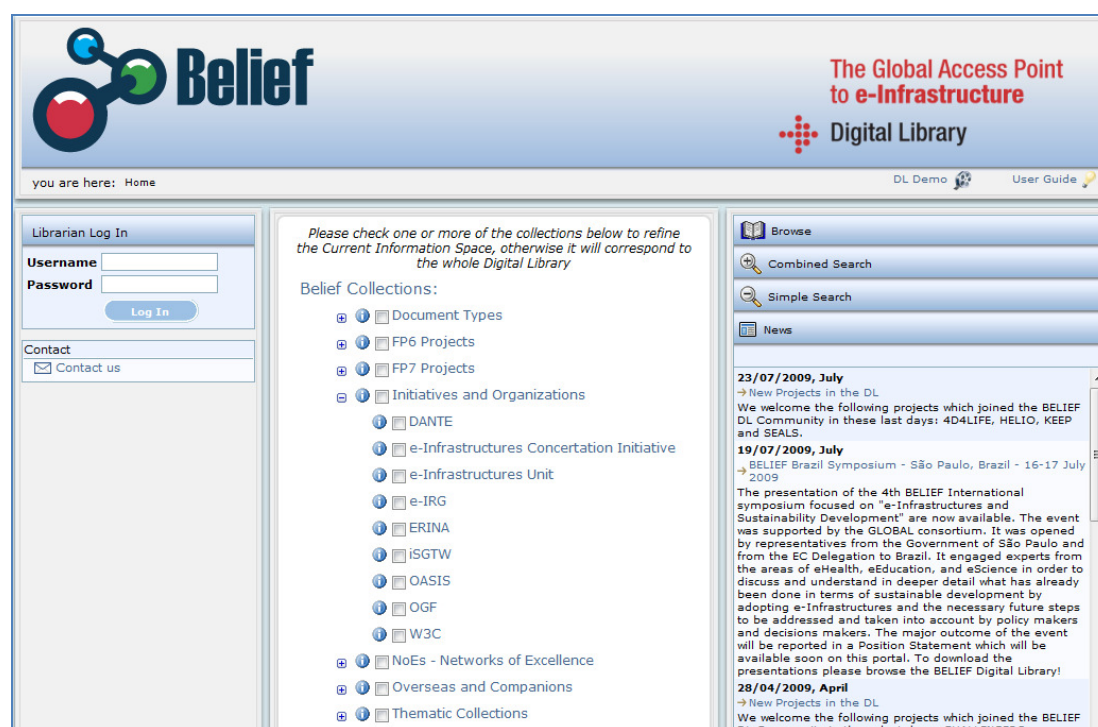 Belief
The Global Access Point
to e-Infrastructure
Digital Library
you are here: Home
DL Demo
User Guide
Librarian Log In
Username
Password
Log In
Contact
Contact us
Please check one or more of the collections below to refine
the Current Information Space, otherwise it will correspond to
the whole Digital Library
Belief Collections:
Document Types
FP6 Projects
FP7 Projects
Initiatives and Organizations
DANTE
e-Infrastructures Concertation Initiative
e-Infrastructures Unit
e-IRG
ERINA
iSGTW
OASIS
OGF
W3C
NoEs - Networks of Excellence
Overseas and Companions
Thematic Collections
Browse
Combined Search
Simple Search
News
23/07/2009, July
New Projects in the DL
We welcome the following projects which joined the BELIEF
DL Community in these last days: 4D4LIFE, HELIO, KEEP
and SEALS.
19/07/2009, July
BELIEF Brazil Symposium - São Paulo, Brazil - 16-17 July
2009
The presentation of the 4th BELIEF International
symposium focused on "e-Infrastructures and
Sustainability Development" are now available. The event
was supported by the GLOBAL consortium. It was opened
by representatives from the Government of São Paulo and
from the EC Delegation to Brazil. It engaged experts from
the areas of eHealth, eEducation, and eScience in order to
discuss and understand in deeper detail what has already
been done in terms of sustainable development by
adopting e-Infrastructures and the necessary future steps
to be addressed and taken into account by policy makers
and decisions makers. The major outcome of the event
will be reported in a Position Statement which will be
available soon on this portal. To download the
presentations please browse the BELIEF Digital Library!
28/04/2009, April
New Projects in the DL
We welcome the following projects which joined the BELIEF